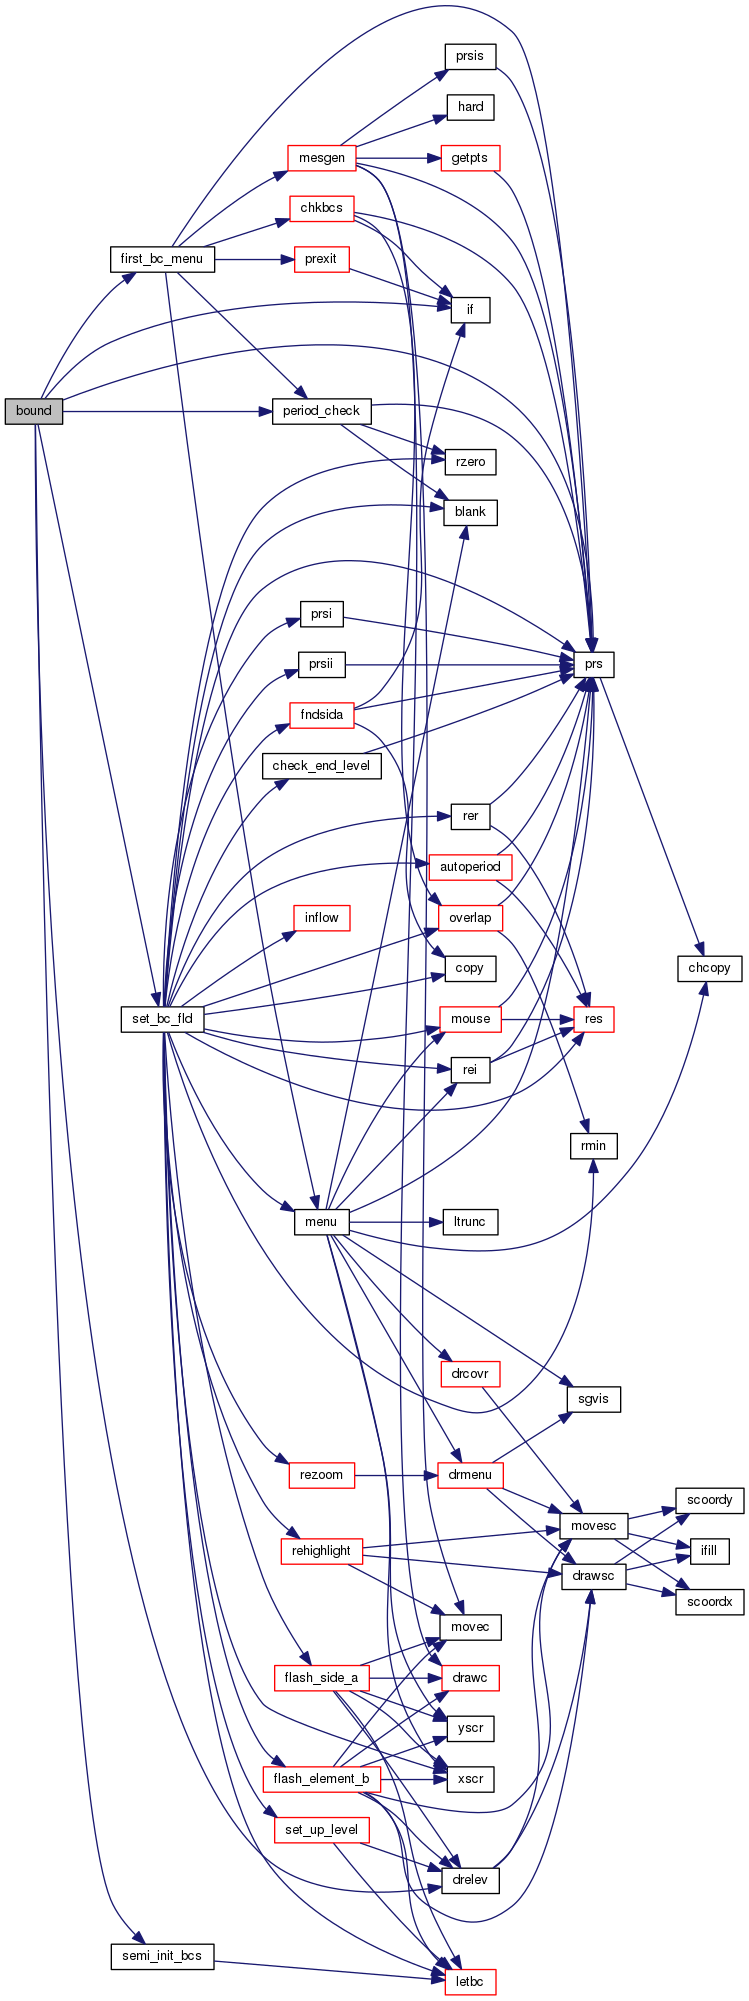 prsis
hard
mesgen
getpts
chkbcs
first_bc_menu
prexit
if
bound
period_check
rzero
blank
prsi
prsii
prs
fndsida
check_end_level
rer
autoperiod
inflow
overlap
copy
chcopy
set_bc_fld
mouse
res
rei
rmin
menu
ltrunc
drcovr
sgvis
rezoom
drmenu
scoordy
movesc
rehighlight
ifill
drawsc
scoordx
movec
flash_side_a
drawc
yscr
flash_element_b
xscr
set_up_level
drelev
semi_init_bcs
letbc